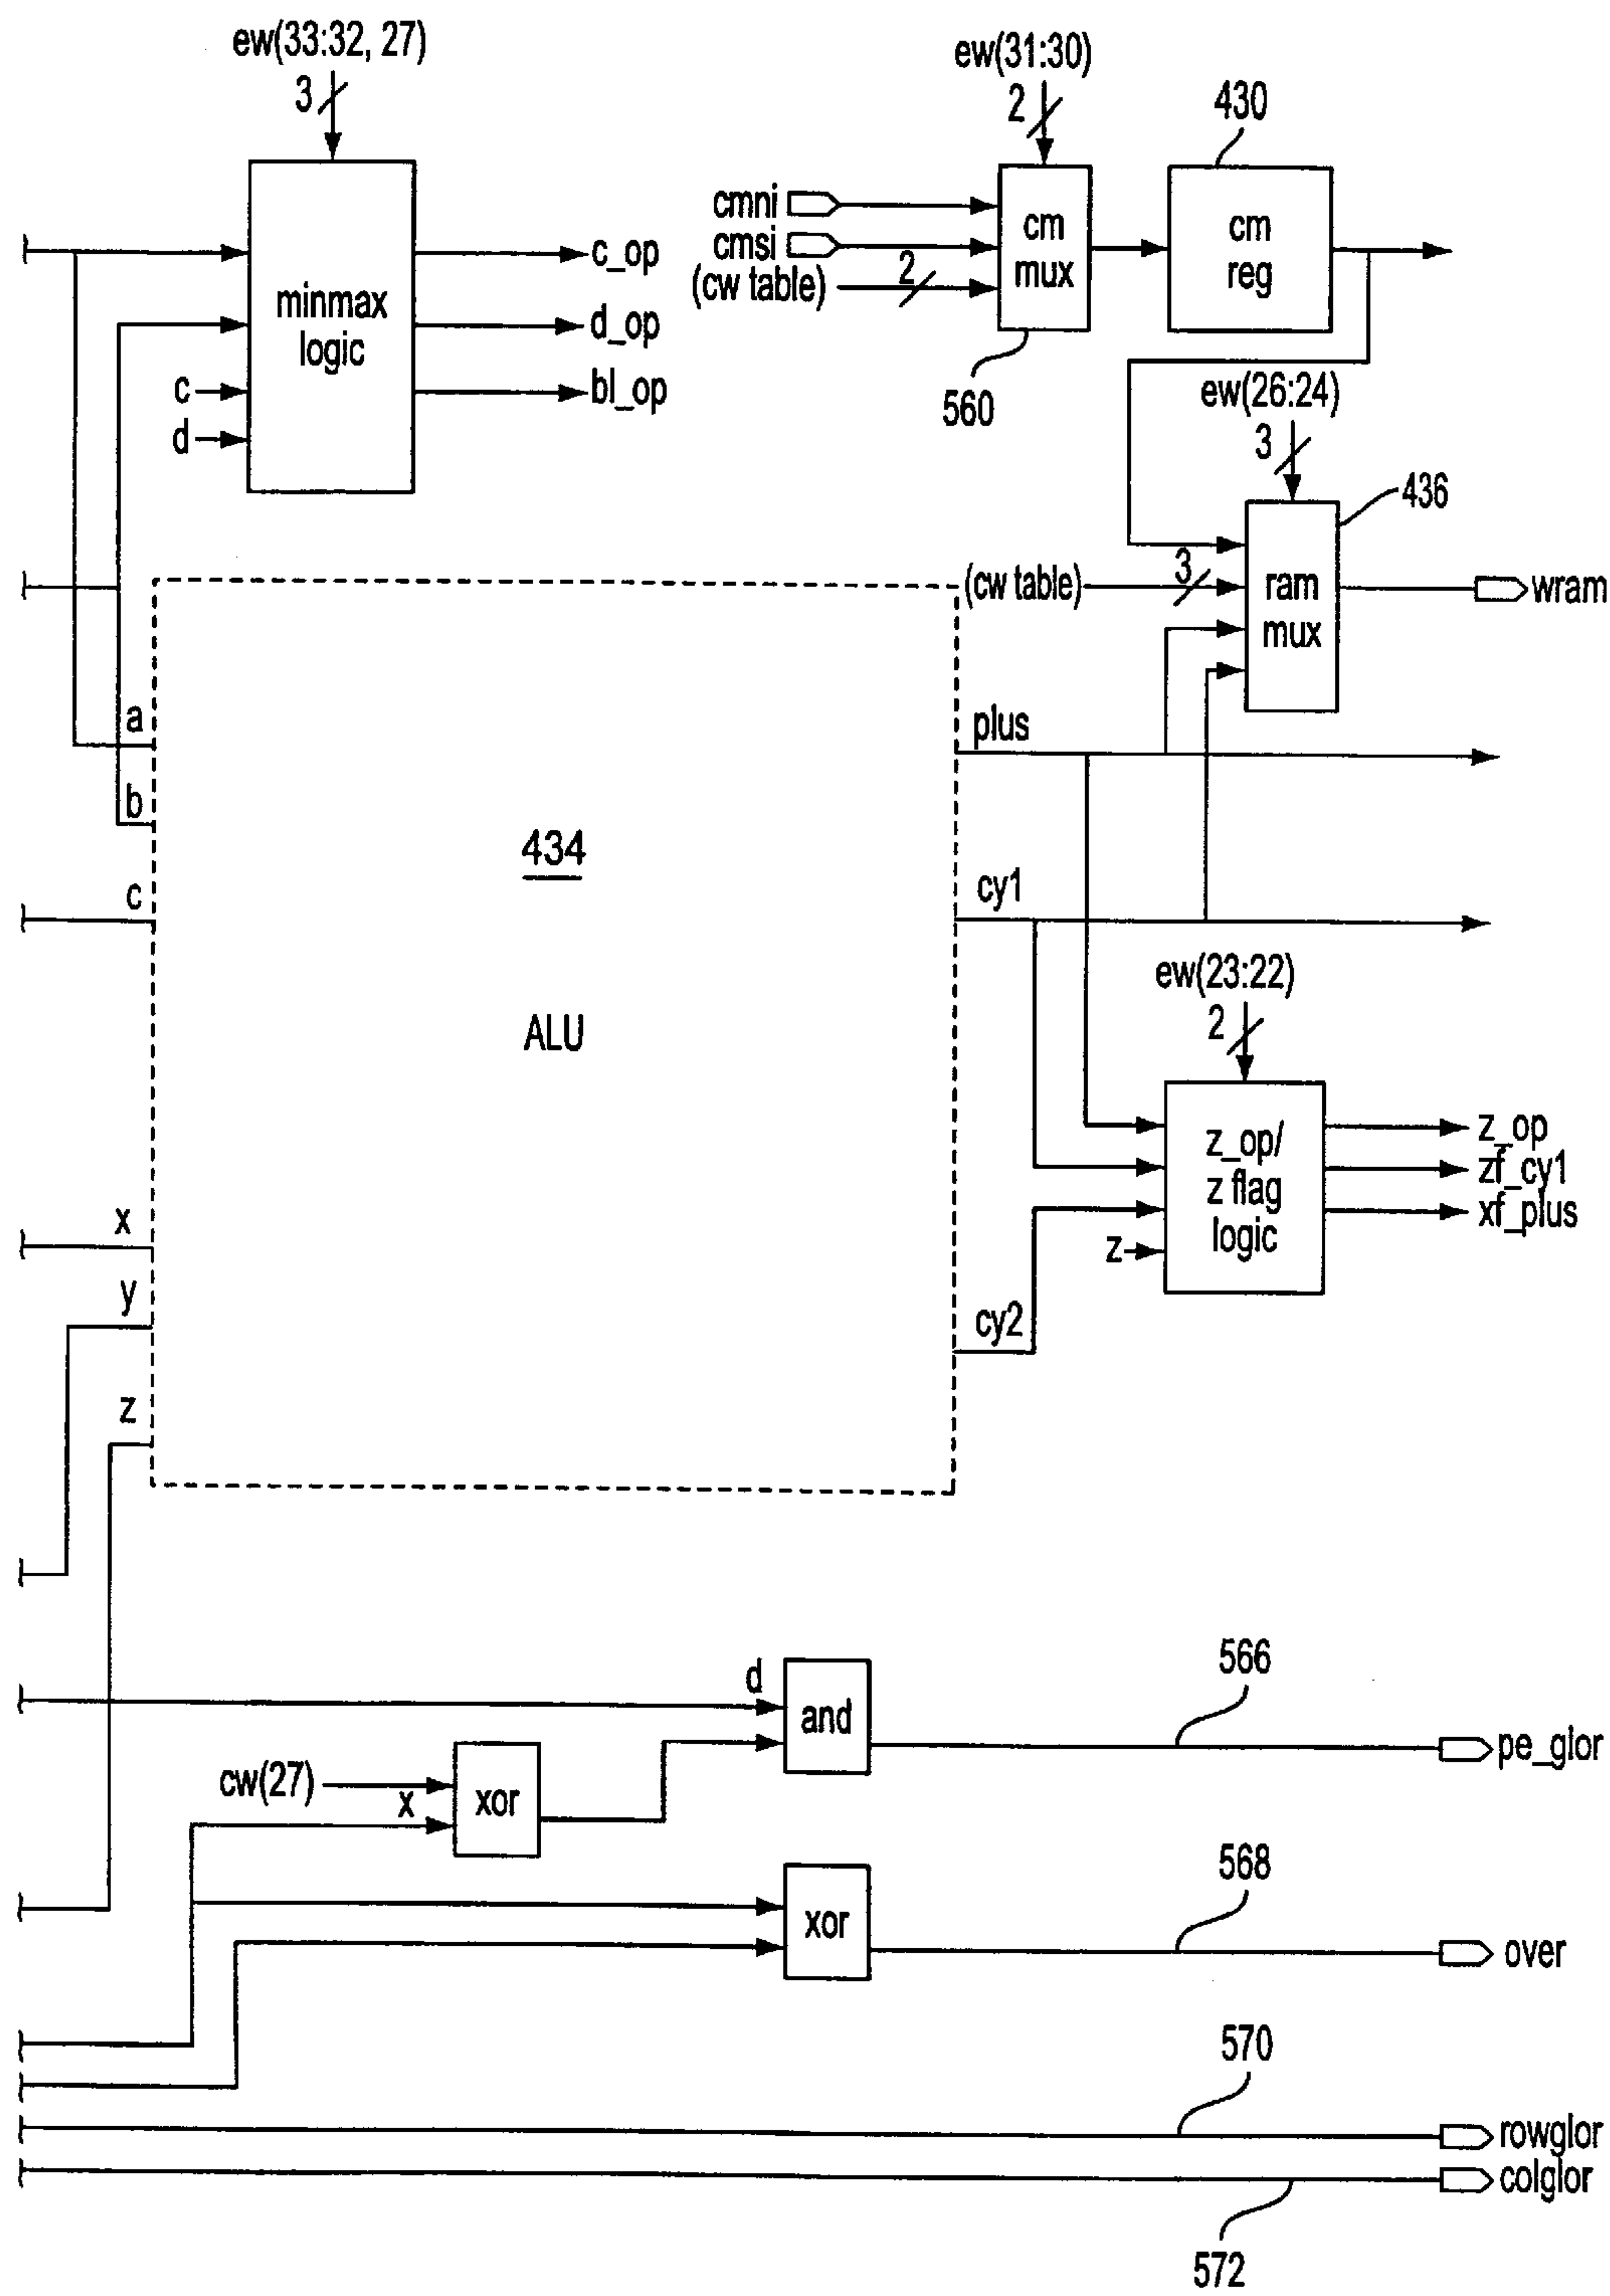 ew(33:32, 27)
3
ew(31:30)
2
430
cmni
cmsi
(cw table)
2
cm
mux
cm
reg
560
minmax
logic
c
d
c_op
d_op
bl_op
ew(26:24)
3
436
(cw table)
3
ram
mux
wram
a
b
c
x
y
z
434
ALU
plus
cy1
cy2
ew(23:22)
2
z_op/
z flag
logic
z
z_op
zf_cy1
xf_plus
d
and
566
pe_glor
cw(27)
x
xor
xor
568
over
570
rowglor
colglor
572